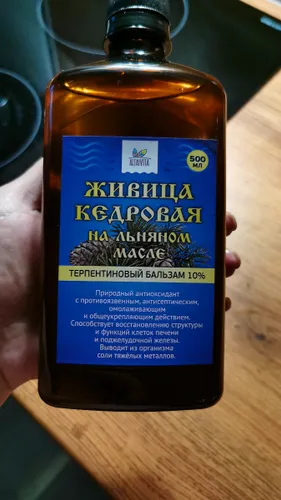 ALTAIVITA
500
МЛ
ЖИВИЦА
КЕДРОВАЯ
НА ЛЬНЯНОМ
МАСЛЕ
ТЕРПЕНТИНОВЫЙ БАЛЬЗАМ 10%
Природный антиоксидант
с противоязвенным, антисептическим,
омолаживающим
и общеукрепляющим действием.
Способствует восстановлению структуры
и функций клеток печени
и поджелудочной железы.
Выводит из организма
соли тяжёлых металлов.